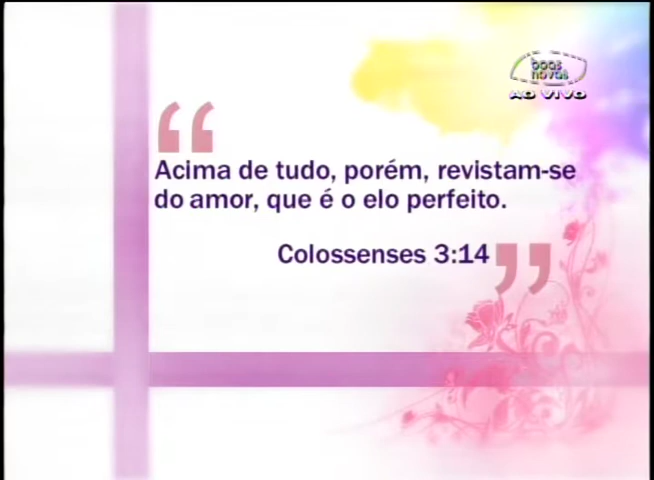 boas
novas
AO VIVO
“
Acima de tudo, porém, revistam-se
do amor, que é o elo perfeito.
Colossenses 3:14 ”